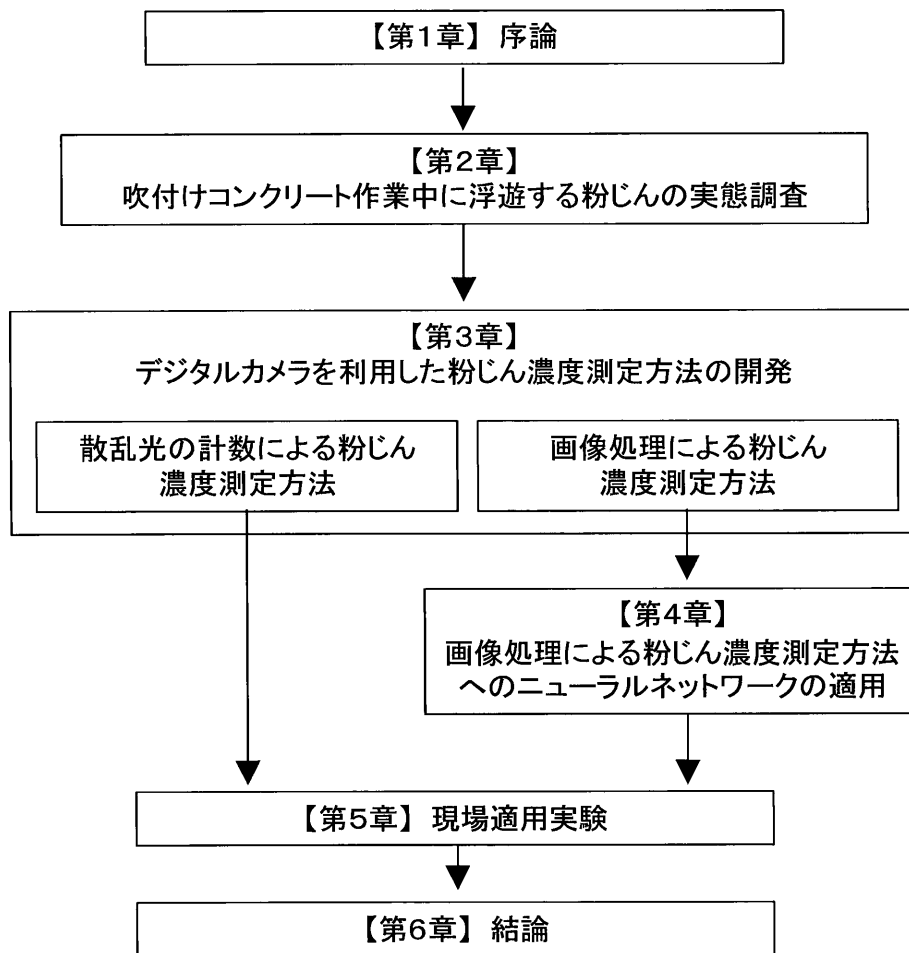 【第1章】 序論
【第2章】
吹付けコンクリート作業中に浮遊する粉じんの実態調査
【第3章】
デジタルカメラを利用した粉じん濃度測定方法の開発
散乱光の計数による粉じん
濃度測定方法
画像処理による粉じん
濃度測定方法
【第4章】
画像処理による粉じん濃度測定方法
へのニューラルネットワークの適用
【第5章】 現場適用実験
【第6章】 結論